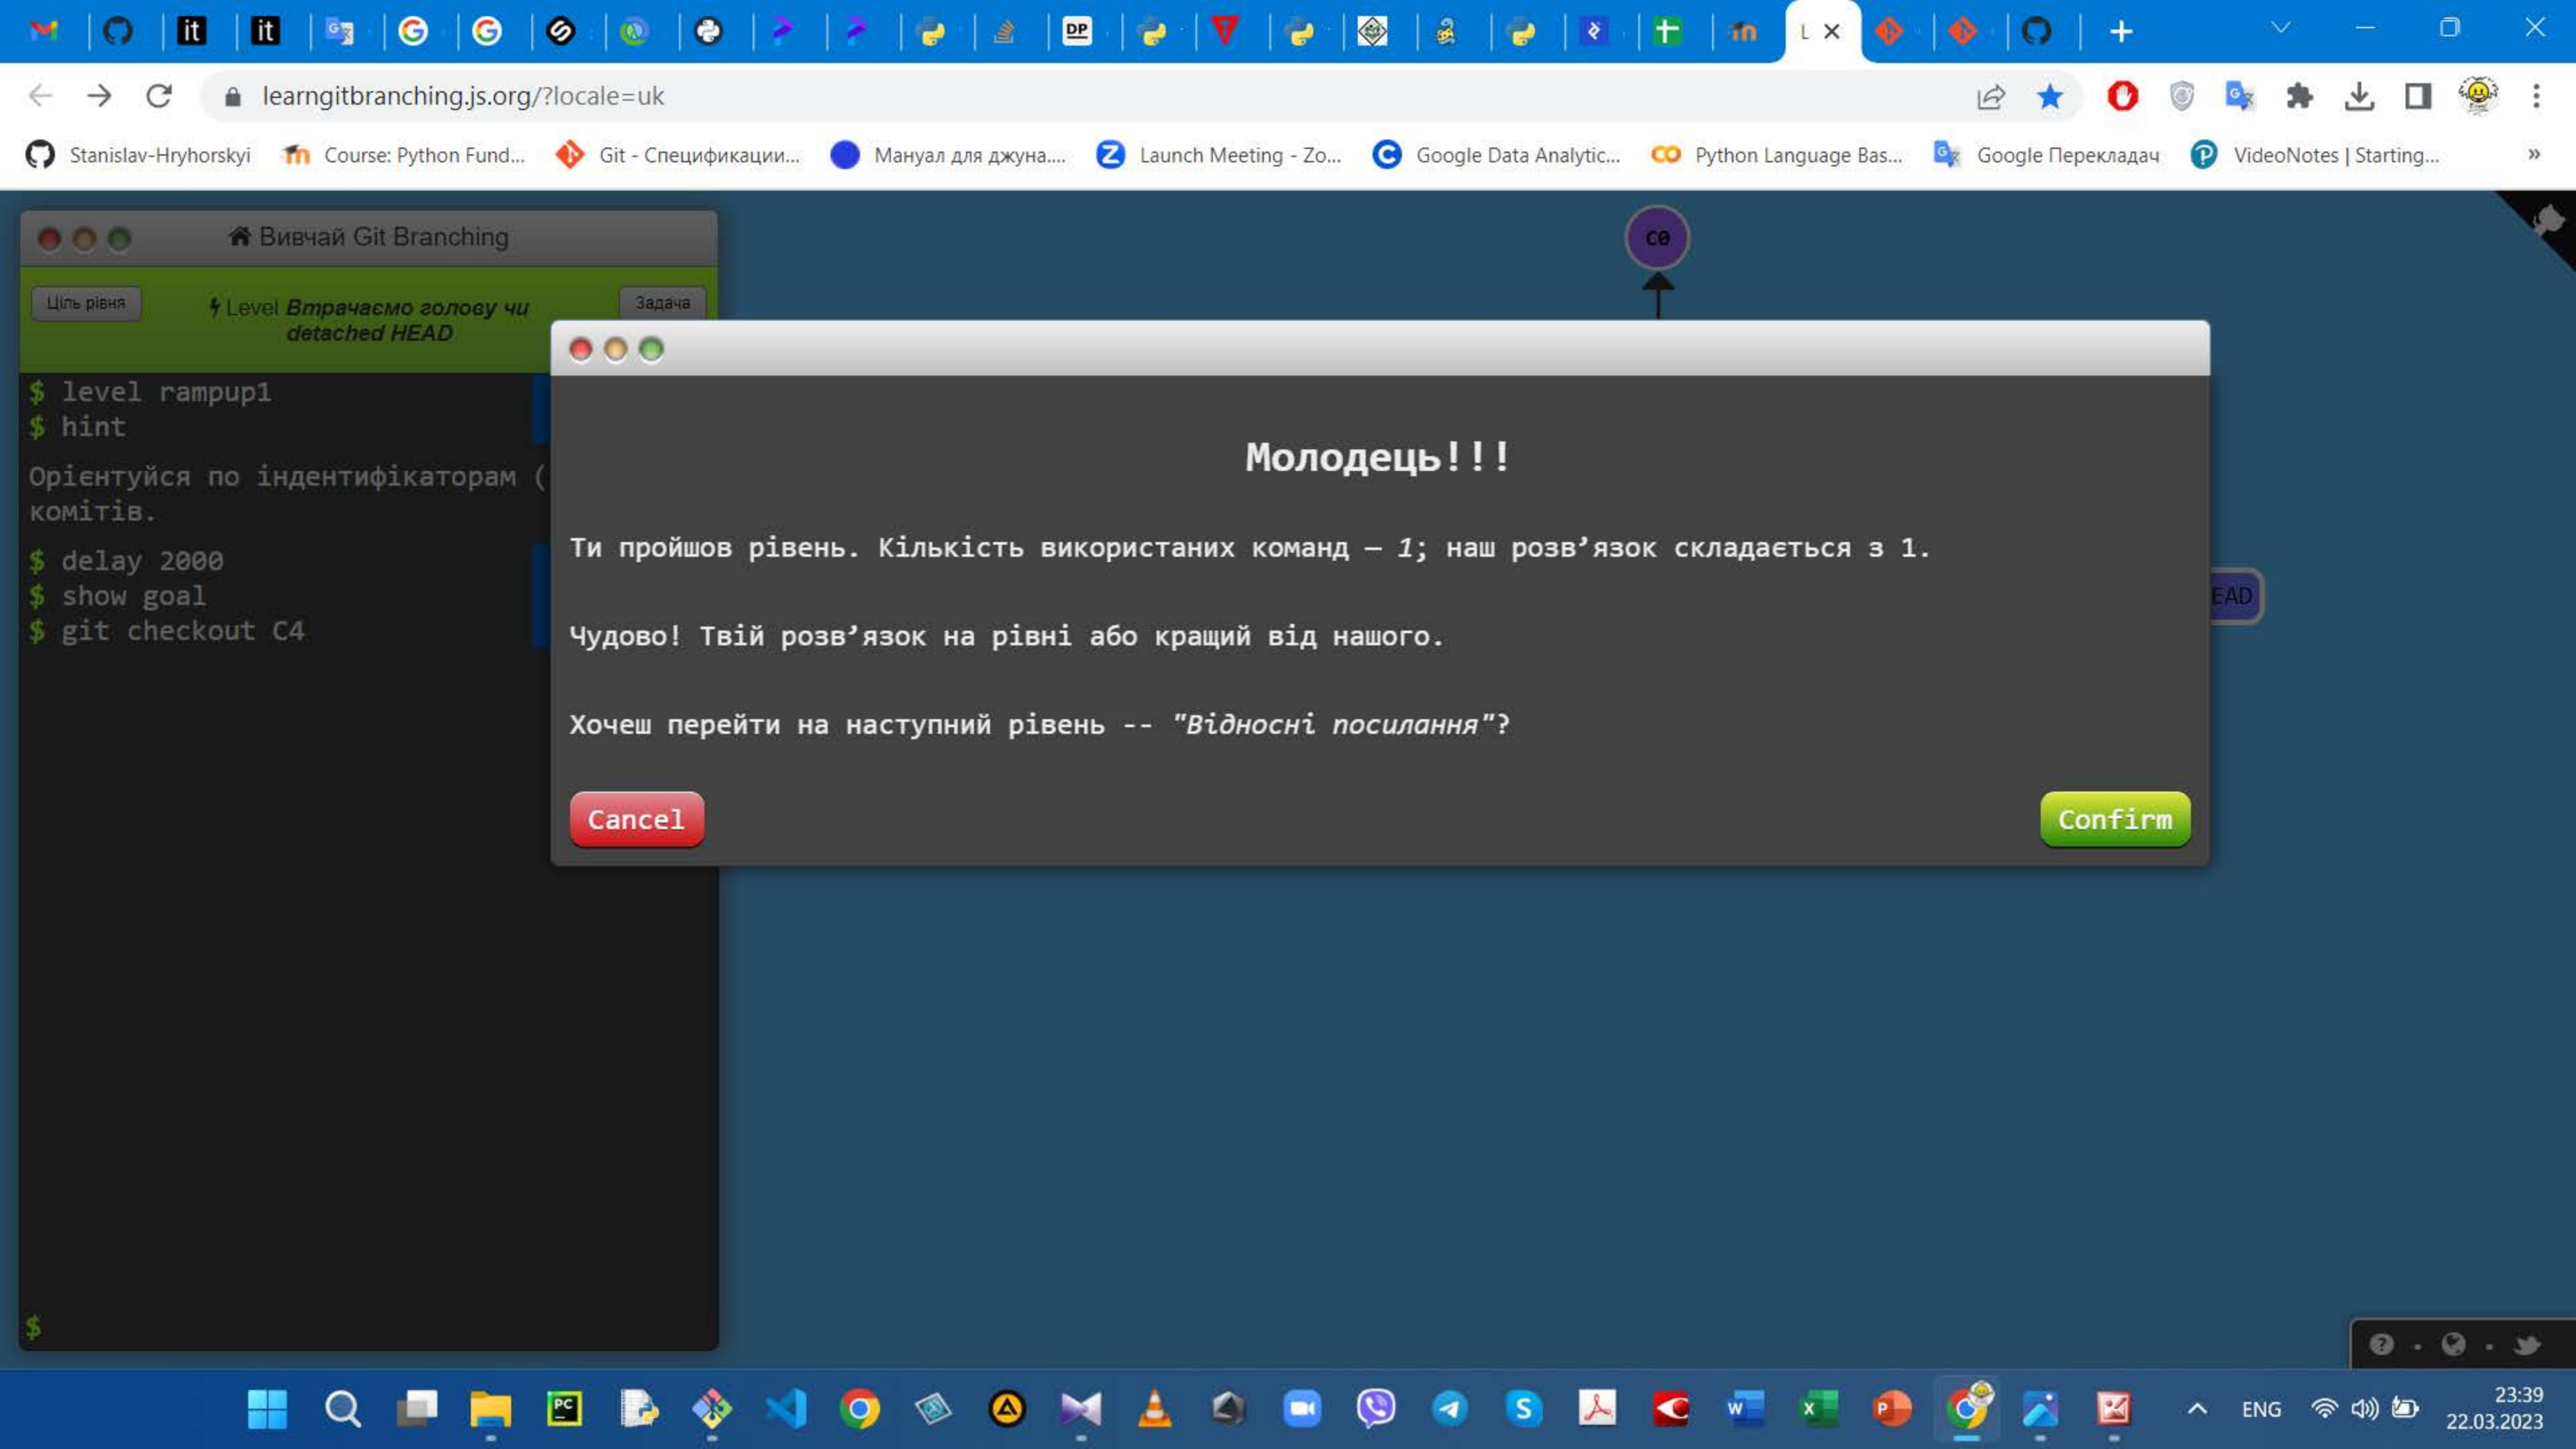 it
it
DP
L
learngitbranching.js.org/?locale=uk
Stanislav-Hryhorskyi
Course: Python Fund...
Git - Спецификации...
Мануал для джуна....
Launch Meeting - Zo...
Google Data Analytic...
Python Language Bas...
Google Перекладач
VideoNotes | Starting...
»
Вивчай Git Branching
Ціль рівня
Level Втрачаємо голову чи
detached HEAD
Задача
C0
$ level rampup1
$ hint
Орієнтуйся по індентифікаторам (
комітів.
$ delay 2000
$ show goal
$ git checkout C4
$
Молодець!!!
Ти пройшов рівень. Кількість використаних команд — 1; наш розв’язок складається з 1.
Чудово! Твій розв’язок на рівні або кращий від нашого.
Хочеш перейти на наступний рівень -- "Відносні посилання"?
Cancel
Confirm
EAD
ENG
23:39
22.03.2023